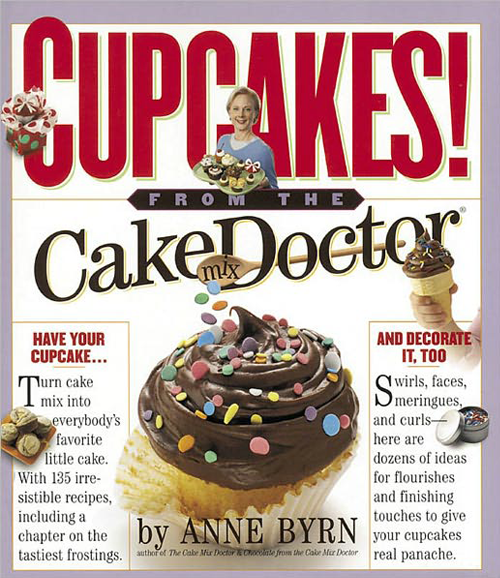 CUPCAKES!
FROM THE
Cake mix Doctor®
HAVE YOUR
CUPCAKE...
Turn cake
mix into
everybody's
favorite
little cake.
With 135 irre-
sistible recipes,
including a
chapter on the
tastiest frostings.
AND DECORATE
IT, TOO
Swirls, faces,
meringues,
and curls—
here are
dozens of ideas
for flourishes
and finishing
touches to give
your cupcakes
real panache.
by ANNE BYRN
author of The Cake Mix Doctor & Chocolate from the Cake Mix Doctor